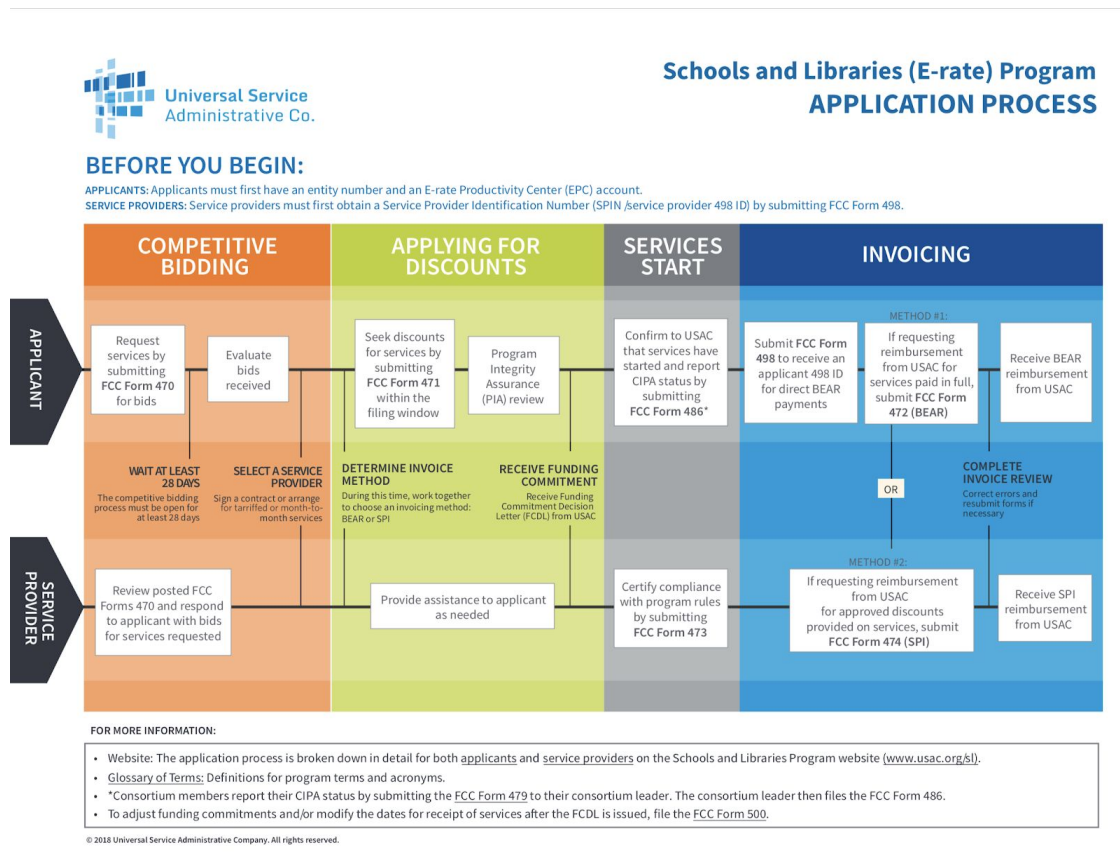 Universal Service
Administrative Co.
Schools and Libraries (E-rate) Program
APPLICATION PROCESS
BEFORE YOU BEGIN:
APPLICANTS: Applicants must first have an entity number and an E-rate Productivity Center (EPC) account.
SERVICE PROVIDERS: Service providers must first obtain a Service Provider Identification Number (SPIN /service provider 498 ID) by submitting FCC Form 498.
COMPETITIVE
BIDDING
APPLYING FOR
DISCOUNTS
SERVICES
START
INVOICING
APPLICANT
Request
services by
submitting
FCC Form 470
for bids
Evaluate
bids
received
Seek discounts
for services by
submitting
FCC Form 471
within the
filing window
Program
Integrity
Assurance
(PIA) review
Confirm to USAC
that services have
started and report
CIPA status by
submitting
FCC Form 486*
Submit FCC Form
498 to receive an
applicant 498 ID
for direct BEAR
payments
METHOD #1:
If requesting
reimbursement
from USAC for
services paid in full,
submit FCC Form
472 (BEAR)
Receive BEAR
reimbursement
from USAC
WAIT AT LEAST
28 DAYS
The competitive bidding
process must be open for
at least 28 days
SELECT A SERVICE
PROVIDER
Sign a contract or arrange
for tarriffed or month-to-
month services
DETERMINE INVOICE
METHOD
During this time, work together
to choose an invoicing method:
BEAR or SPI
RECEIVE FUNDING
COMMITMENT
Receive Funding
Commitment Decision
Letter (FCDL) from USAC
OR
COMPLETE
INVOICE REVIEW
Correct errors and
resubmit forms if
necessary
SERVICE
PROVIDER
Review posted FCC
Forms 470 and respond
to applicant with bids
for services requested
Provide assistance to applicant
as needed
Certify compliance
with program rules
by submitting
FCC Form 473
METHOD #2:
If requesting reimbursement
from USAC
for approved discounts
provided on services, submit
FCC Form 474 (SPI)
Receive SPI
reimbursement
from USAC
FOR MORE INFORMATION:
• Website: The application process is broken down in detail for both applicants and service providers on the Schools and Libraries Program website (www.usac.org/sl).
• Glossary of Terms: Definitions for program terms and acronyms.
• *Consortium members report their CIPA status by submitting the FCC Form 479 to their consortium leader. The consortium leader then files the FCC Form 486.
• To adjust funding commitments and/or modify the dates for receipt of services after the FCDL is issued, file the FCC Form 500.
© 2018 Universal Service Administrative Company. All rights reserved.